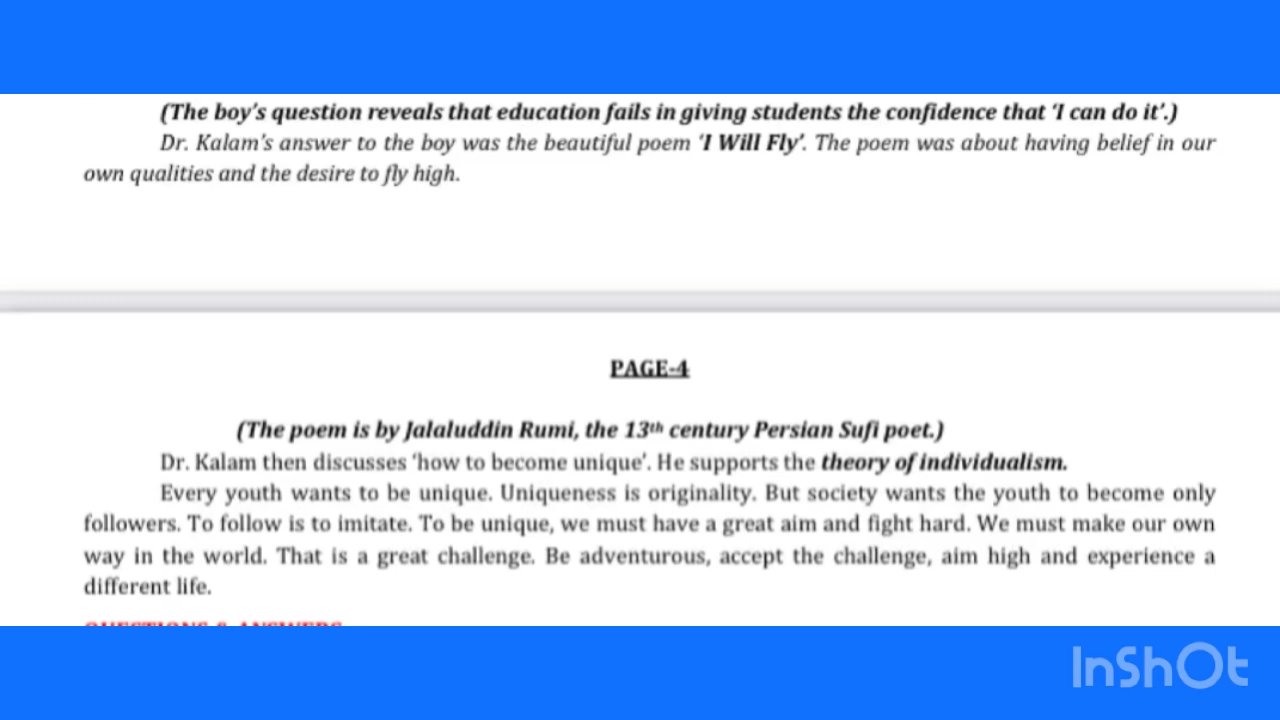 (The boy's question reveals that education fails in giving students the confidence that 'I can do it'.)
Dr. Kalam's answer to the boy was the beautiful poem 'I Will Fly'. The poem was about having belief in our
own qualities and the desire to fly high.
PAGE-4
(The poem is by Jalaluddin Rumi, the 13th century Persian Sufi poet.)
Dr. Kalam then discusses 'how to become unique'. He supports the theory of individualism.
Every youth wants to be unique. Uniqueness is originality. But society wants the youth to become only
followers. To follow is to imitate. To be unique, we must have a great aim and fight hard. We must make our own
way in the world. That is a great challenge. Be adventurous, accept the challenge, aim high and experience a
different life.
QUESTIONS & ANSWERS
InShOt